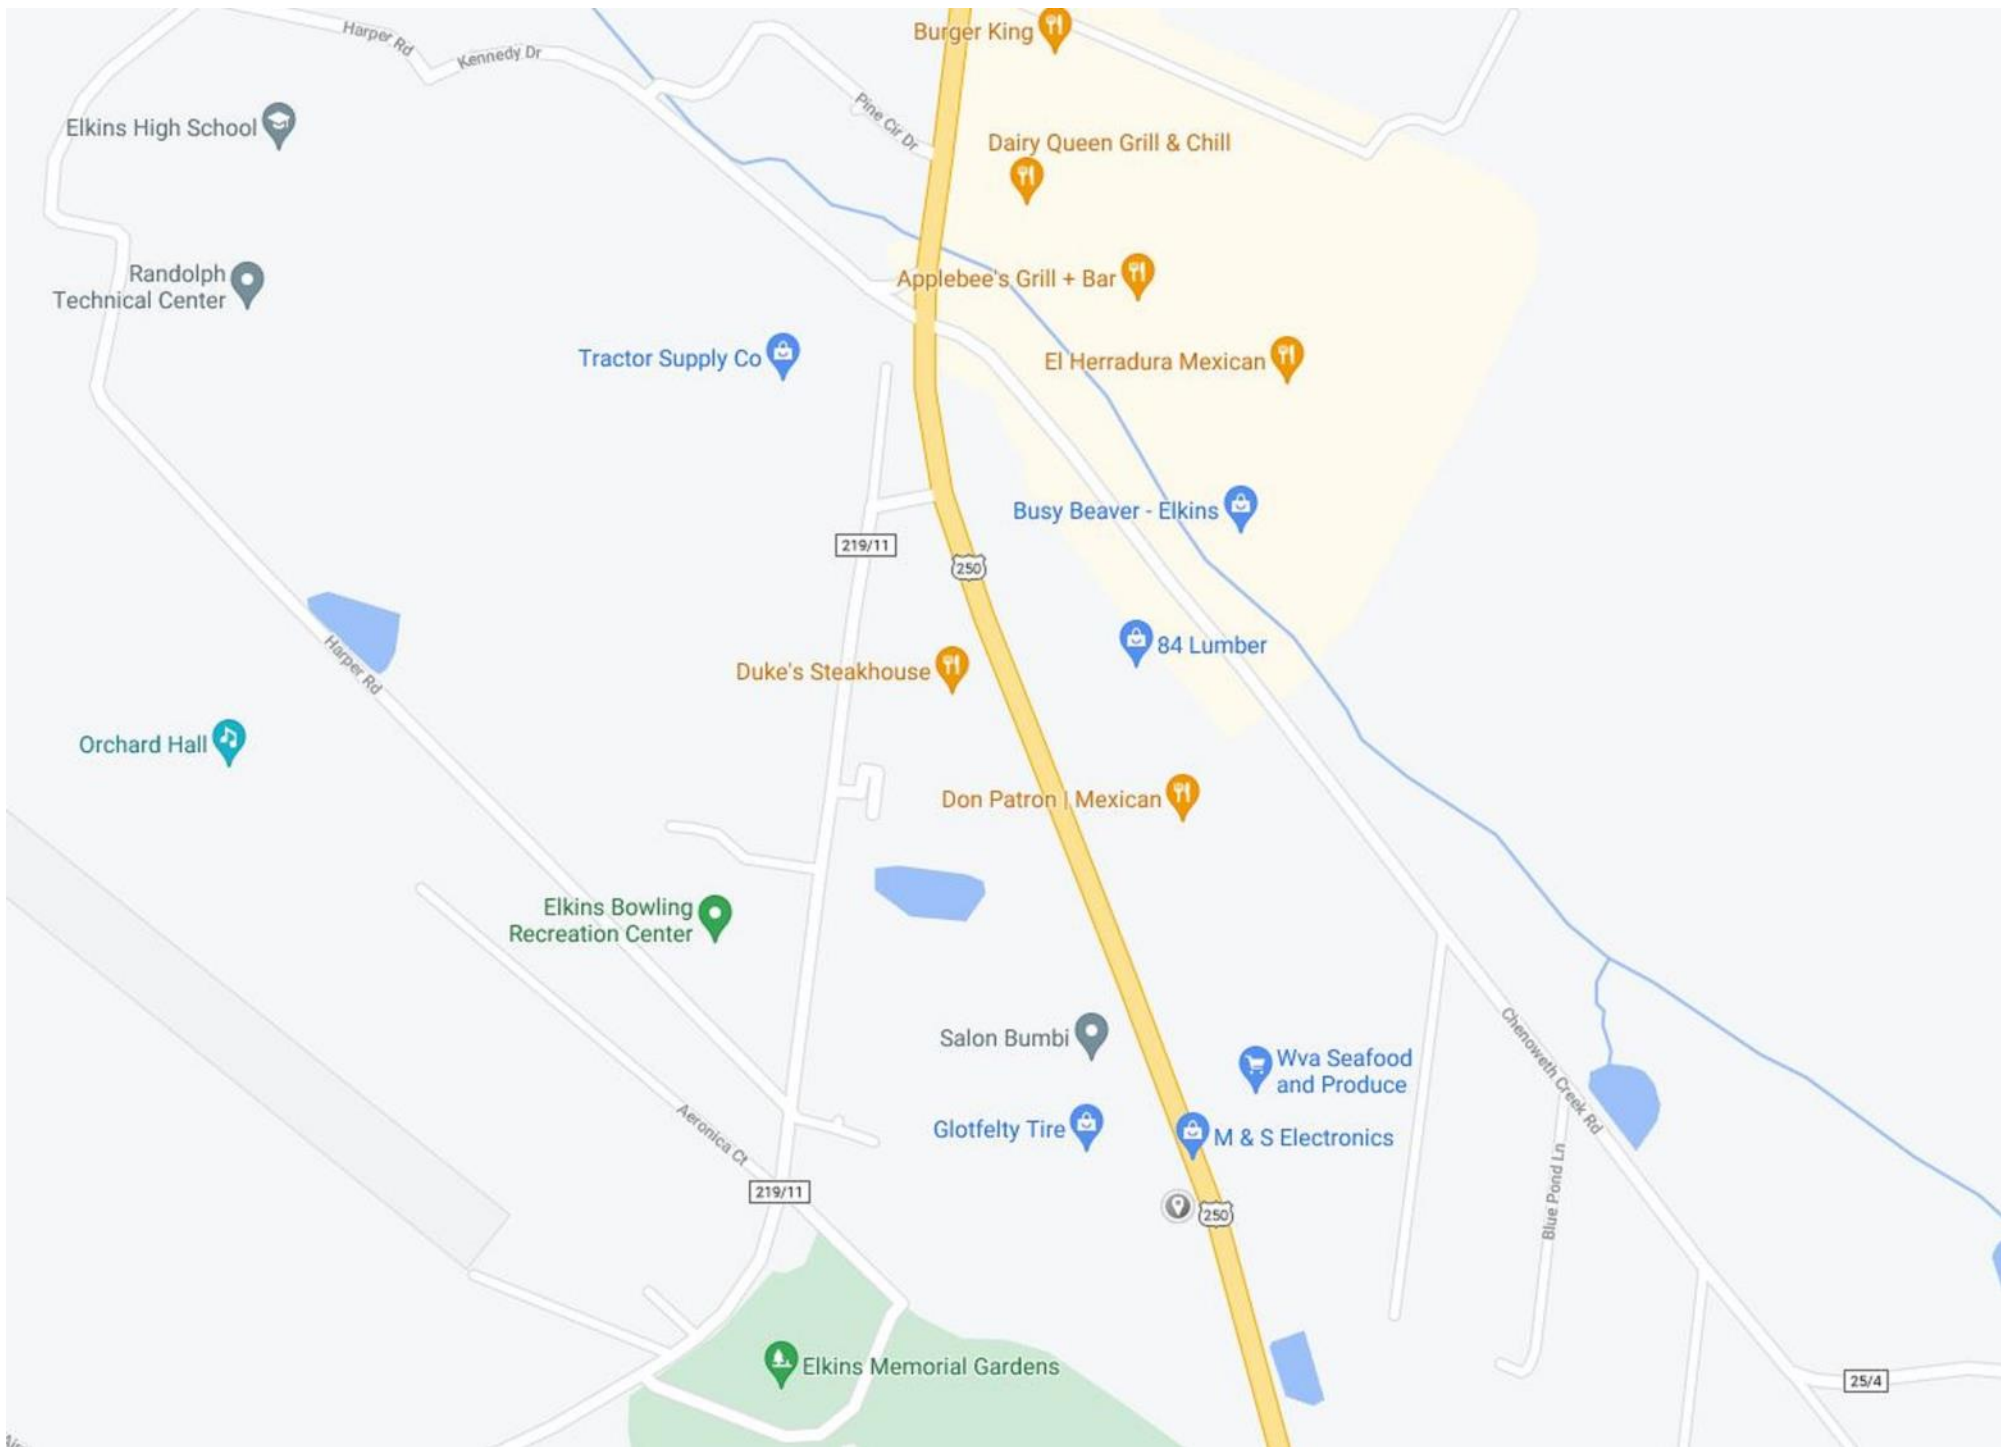 Burger King
Harper Rd
Kennedy Dr
Pine Cir Dr
Elkins High School
Dairy Queen Grill & Chill
Randolph
Technical Center
Applebee's Grill + Bar
Tractor Supply Co
El Herradura Mexican
Busy Beaver - Elkins
219/11
250
Harper Rd
84 Lumber
Duke's Steakhouse
Orchard Hall
Don Patron | Mexican
Elkins Bowling
Recreation Center
Salon Bumbi
Wva Seafood
and Produce
Chenoweth Creek Rd
Glotfelty Tire
M & S Electronics
Aeronica Ct
Blue Pond Ln
219/11
250
Elkins Memorial Gardens
25/4